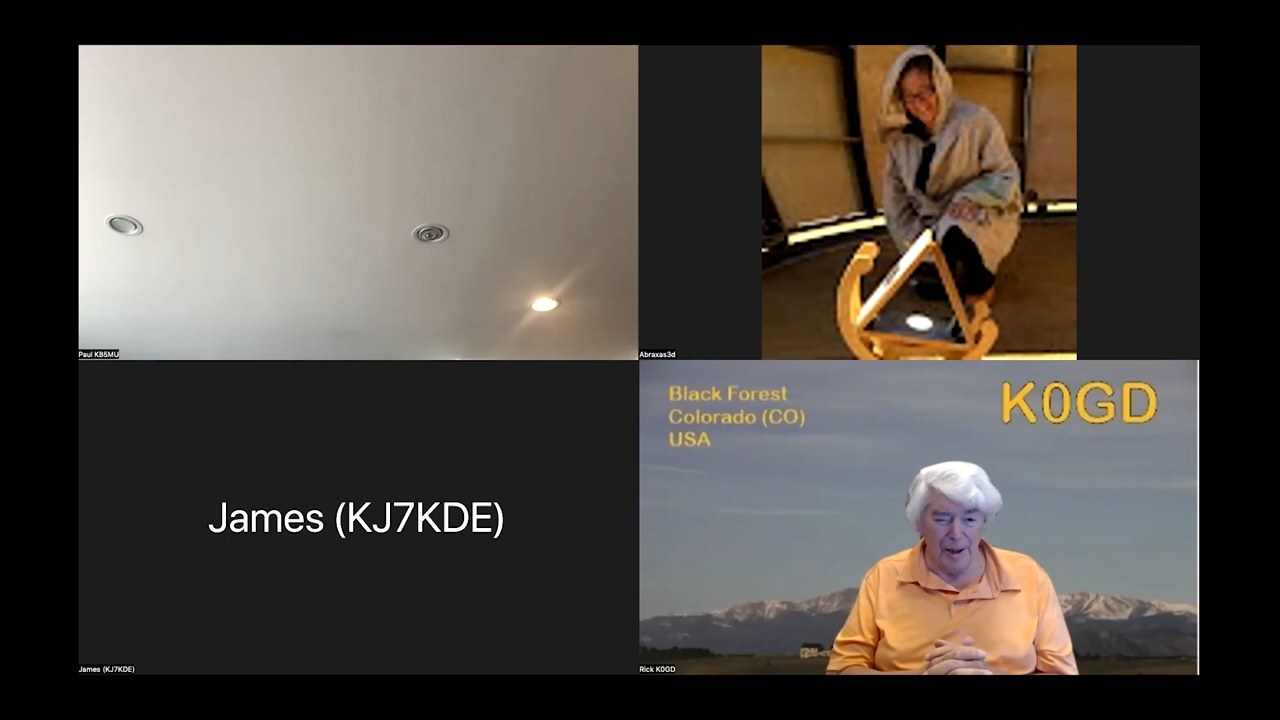 Paul KB5MU
Abraxas3d
James (KJ7KDE)
James (KJ7KDE)
Black Forest
Colorado (CO)
USA
K0GD
Rick K0GD